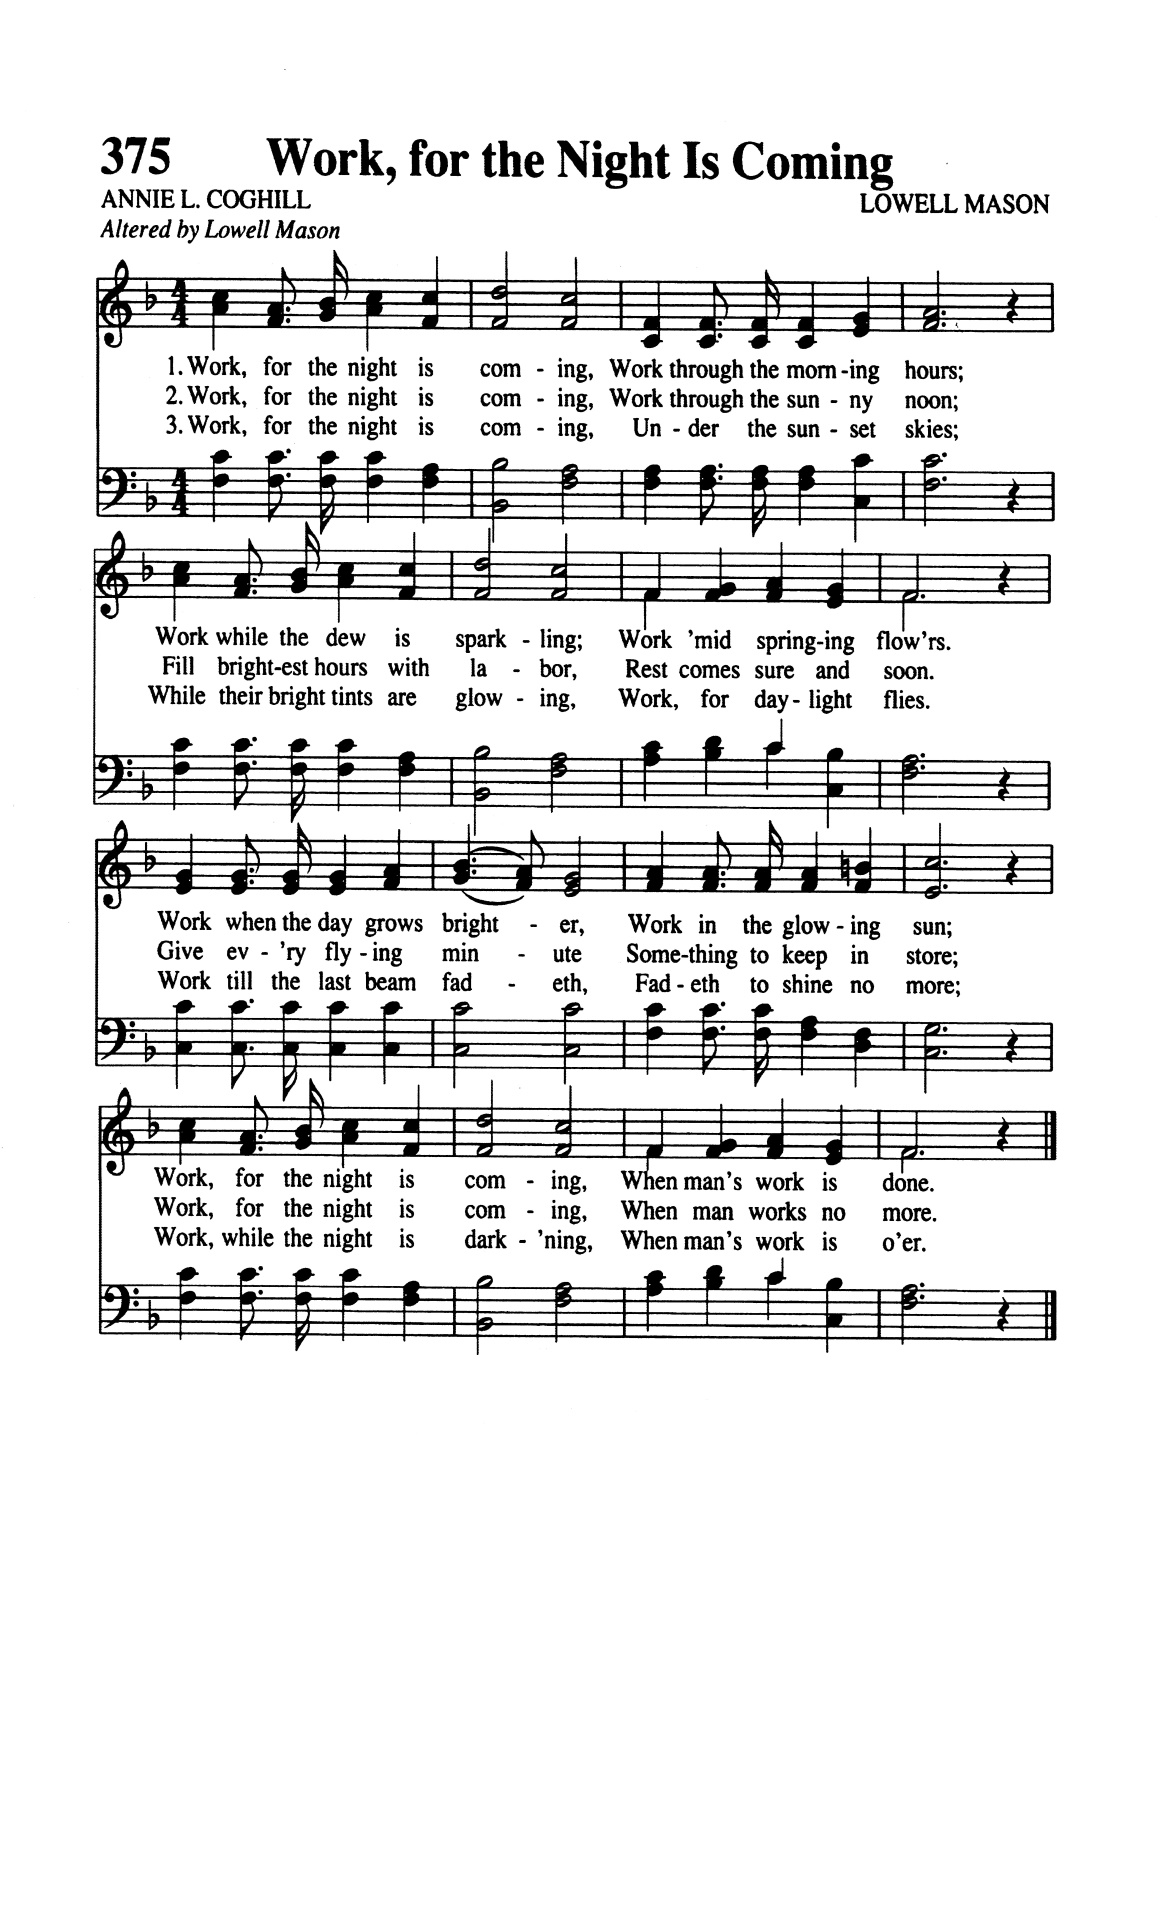 375 Work, for the Night Is Coming
ANNIE L. COGHILL LOWELL MASON
Altered by Lowell Mason
1. Work, for the night is com - ing, Work through the morn - ing hours;
2. Work, for the night is com - ing, Work through the sun - ny noon;
3. Work, for the night is com - ing, Un - der the sun - set skies;
Work while the dew is spark - ling; Work 'mid spring-ing flow'rs.
Fill bright-est hours with la - bor, Rest comes sure and soon.
While their bright tints are glow - ing, Work, for day - light flies.
Work when the day grows bright - er, Work in the glow - ing sun;
Give ev - 'ry fly - ing min - ute Some-thing to keep in store;
Work till the last beam fad - eth, Fad - eth to shine no more;
Work, for the night is com - ing, When man's work is done.
Work, for the night is com - ing, When man works no more.
Work, while the night is dark - 'ning, When man's work is o'er.